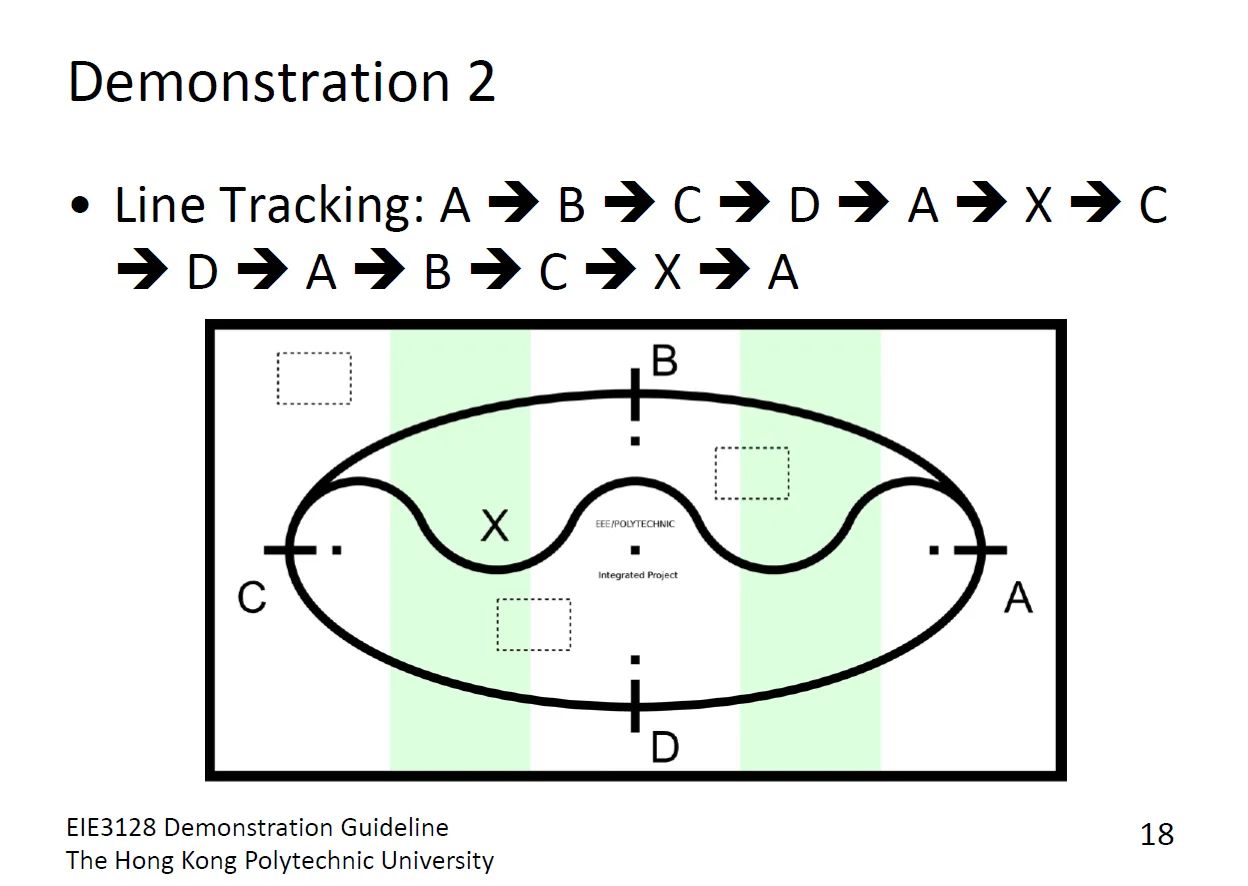 Demonstration 2
• Line Tracking: A ➔ B ➔ C ➔ D ➔ A ➔ X ➔ C
➔ D ➔ A ➔ B ➔ C ➔ X ➔ A
B
X
EEE/POLYTECHNIC
Integrated Project
C
A
D
EIE3128 Demonstration Guideline
The Hong Kong Polytechnic University
18